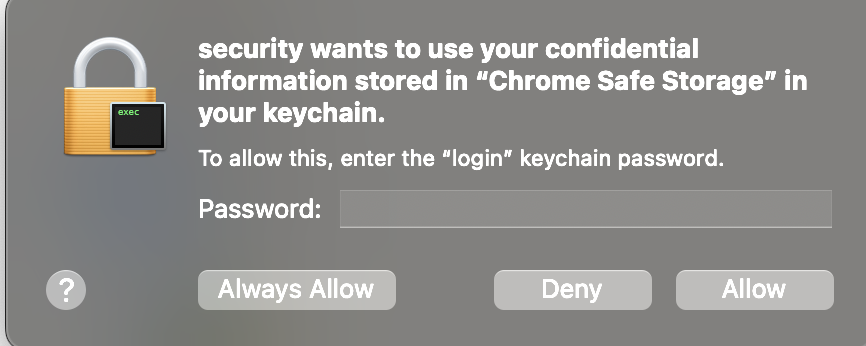 security wants to use your confidential
information stored in “Chrome Safe Storage” in
your keychain.
exec
To allow this, enter the “login” keychain password.
Password:
?
Always Allow
Deny
Allow